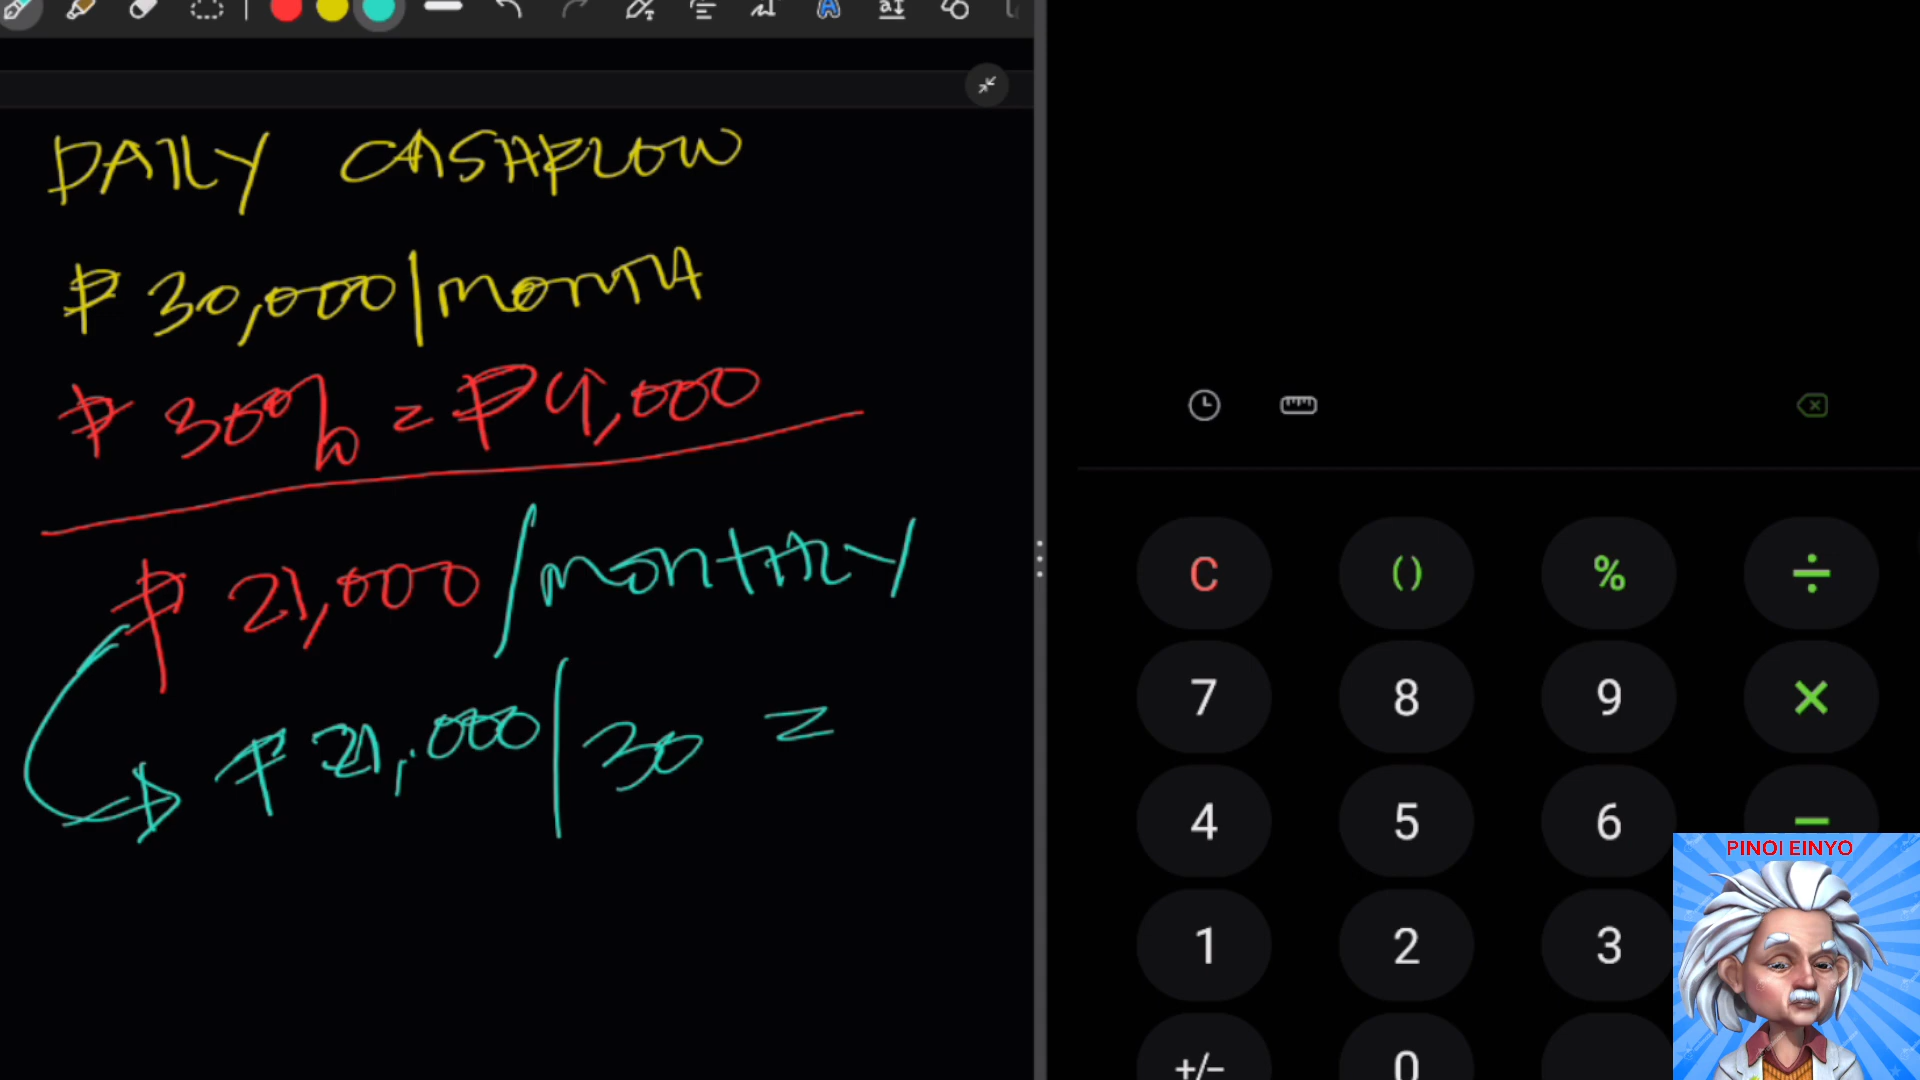 DAILY CASHFLOW
₱ 30,000/MONTH
₱ 30% = ₱9,000
₱ 21,000/MONTHLY
₱ 21,000/30 =
C () % ÷
7 8 9 ×
4 5 6 −
1 2 3
+/− 0
PINOI EINYO